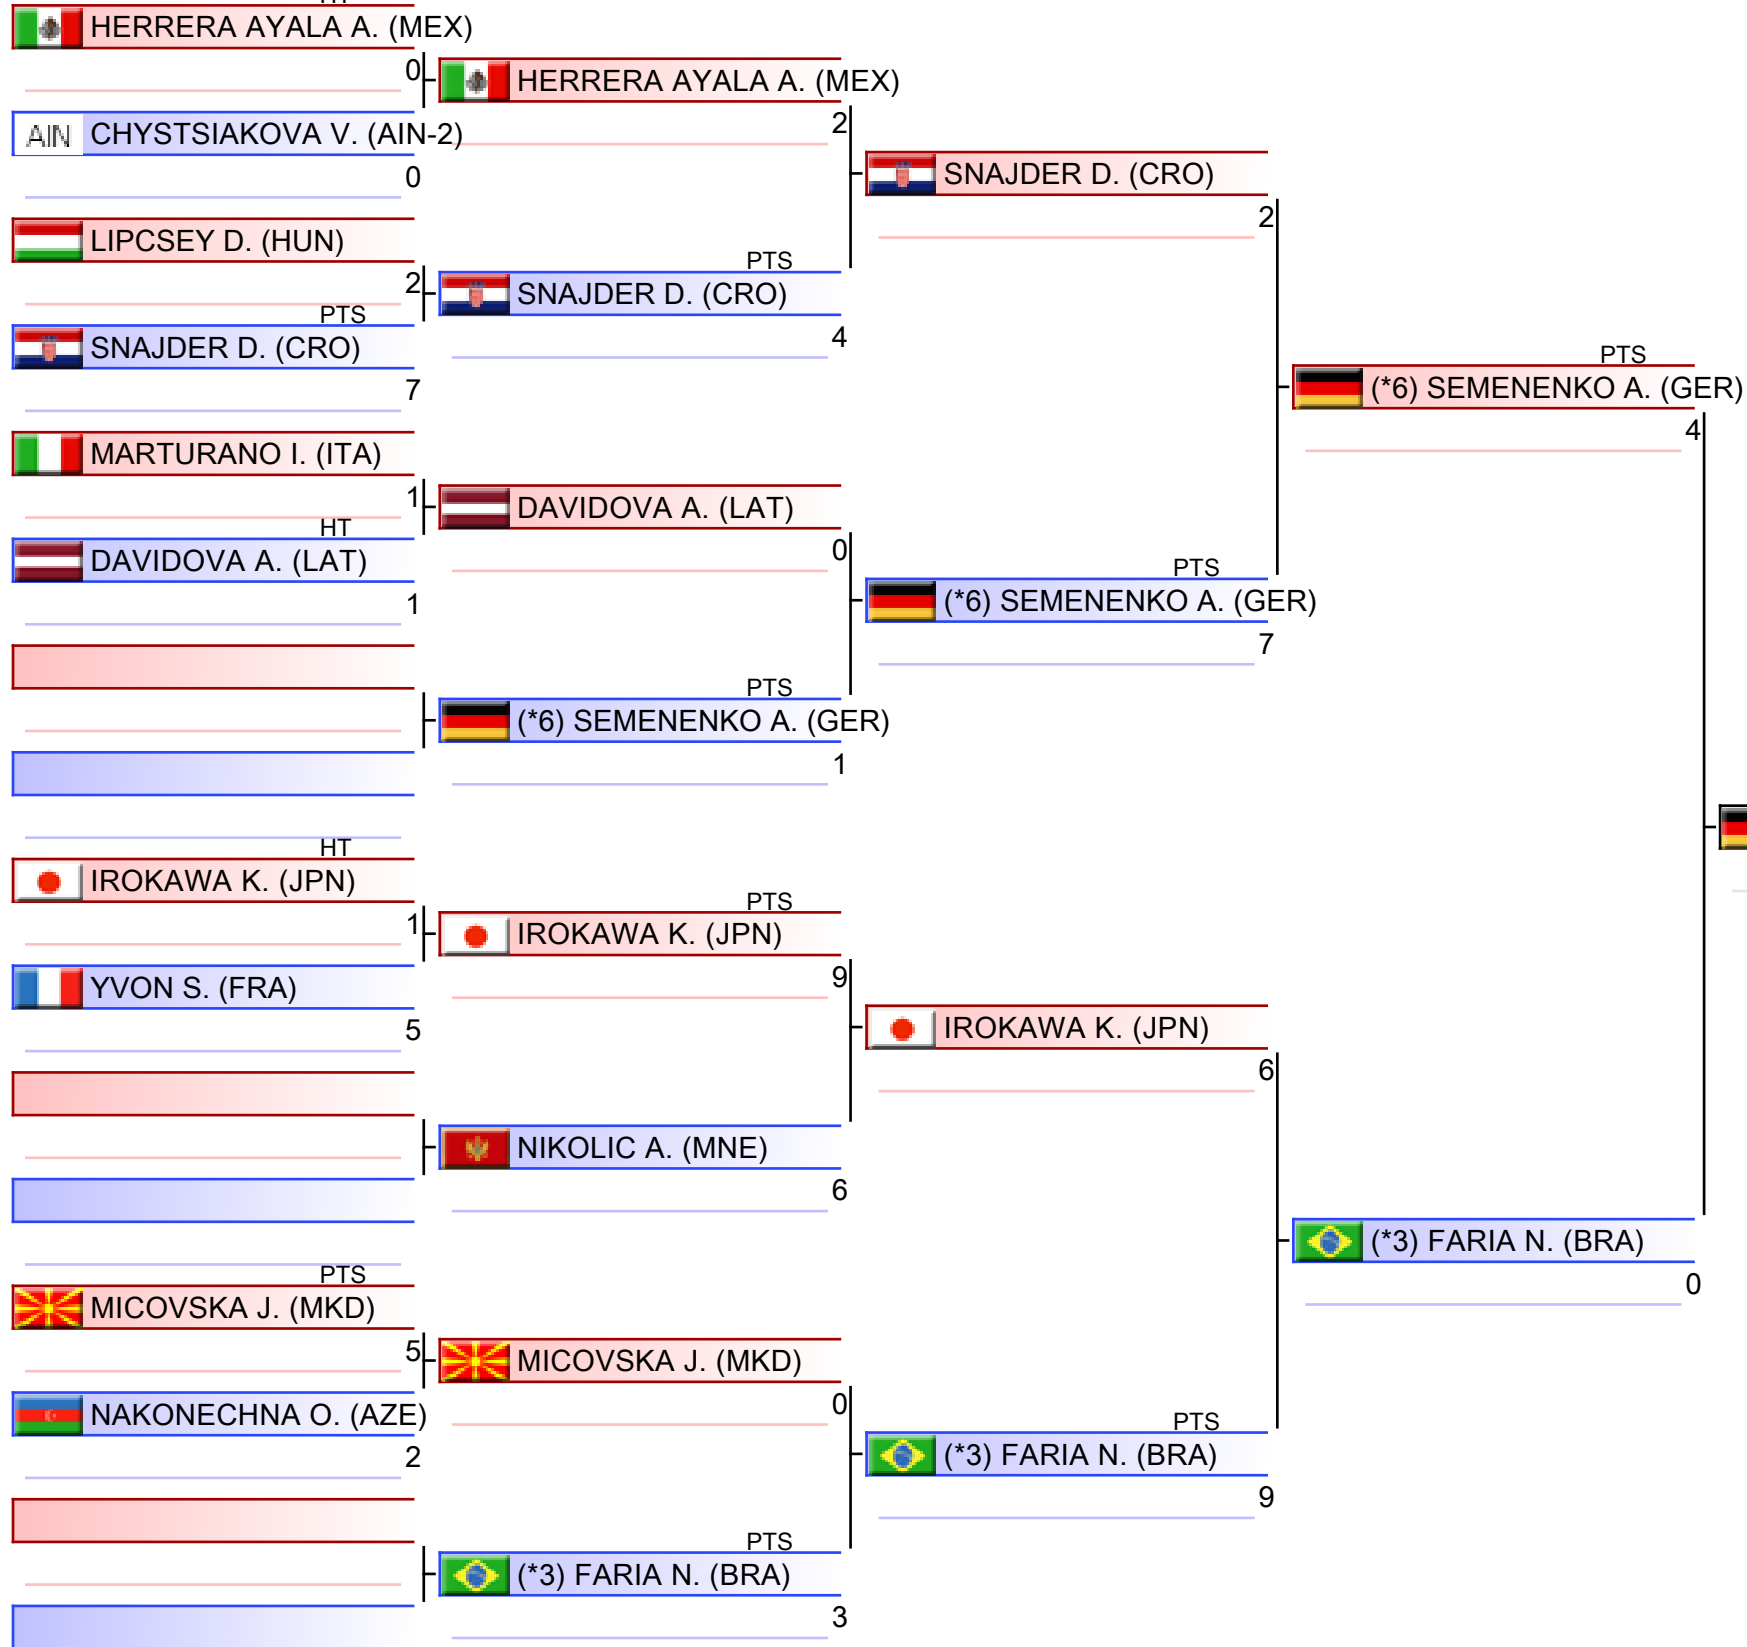 HERRERA AYALA A. (MEX)
0
AIN CHYSTSIAKOVA V. (AIN-2)
0
LIPCSEY D. (HUN)
2
PTS
SNAJDER D. (CRO)
7
MARTURANO I. (ITA)
1
HT
DAVIDOVA A. (LAT)
1
HT
IROKAWA K. (JPN)
1
YVON S. (FRA)
5
PTS
MICOVSKA J. (MKD)
5
NAKONECHNA O. (AZE)
2
HERRERA AYALA A. (MEX)
2
PTS
SNAJDER D. (CRO)
4
DAVIDOVA A. (LAT)
0
PTS
(*6) SEMENENKO A. (GER)
1
PTS
IROKAWA K. (JPN)
9
NIKOLIC A. (MNE)
6
MICOVSKA J. (MKD)
0
PTS
(*3) FARIA N. (BRA)
3
SNAJDER D. (CRO)
2
PTS
(*6) SEMENENKO A. (GER)
7
IROKAWA K. (JPN)
6
PTS
(*3) FARIA N. (BRA)
9
PTS
(*6) SEMENENKO A. (GER)
4
(*3) FARIA N. (BRA)
0